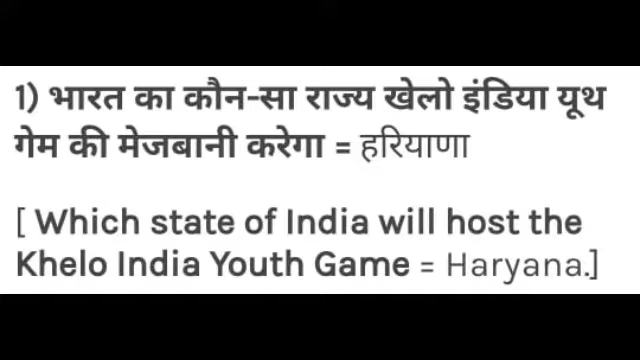 1) भारत का कौन-सा राज्य खेलो इंडिया यूथ
गेम की मेजबानी करेगा = हरियाणा
[ Which state of India will host the
Khelo India Youth Game = Haryana.]